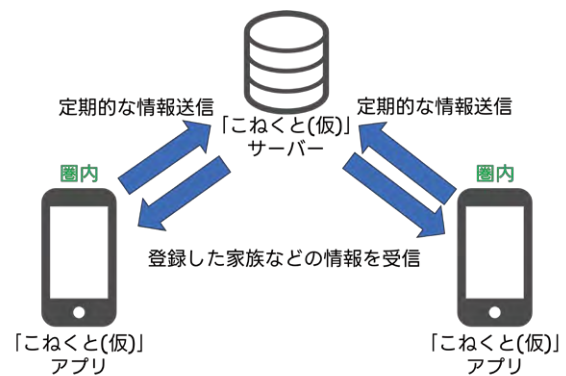 定期的な情報送信
定期的な情報送信
「こねくと(仮)」
サーバー
圏内
圏内
登録した家族などの情報を受信
「こねくと(仮)」
アプリ
「こねくと(仮)」
アプリ